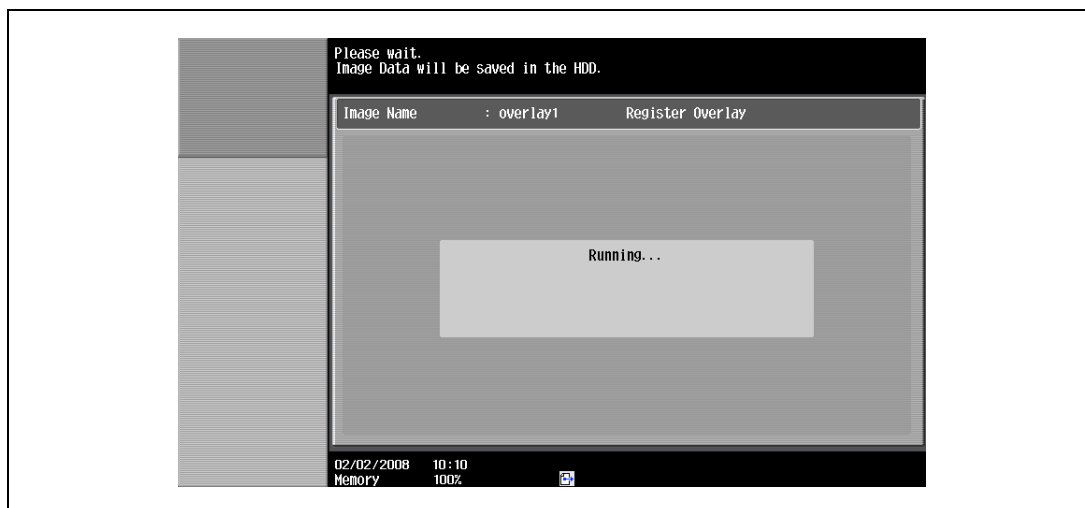 Please wait.
Image Data will be saved in the HDD.
Image Name : overlay1 Register Overlay
Running...
02/02/2008 10:10
Memory 100%